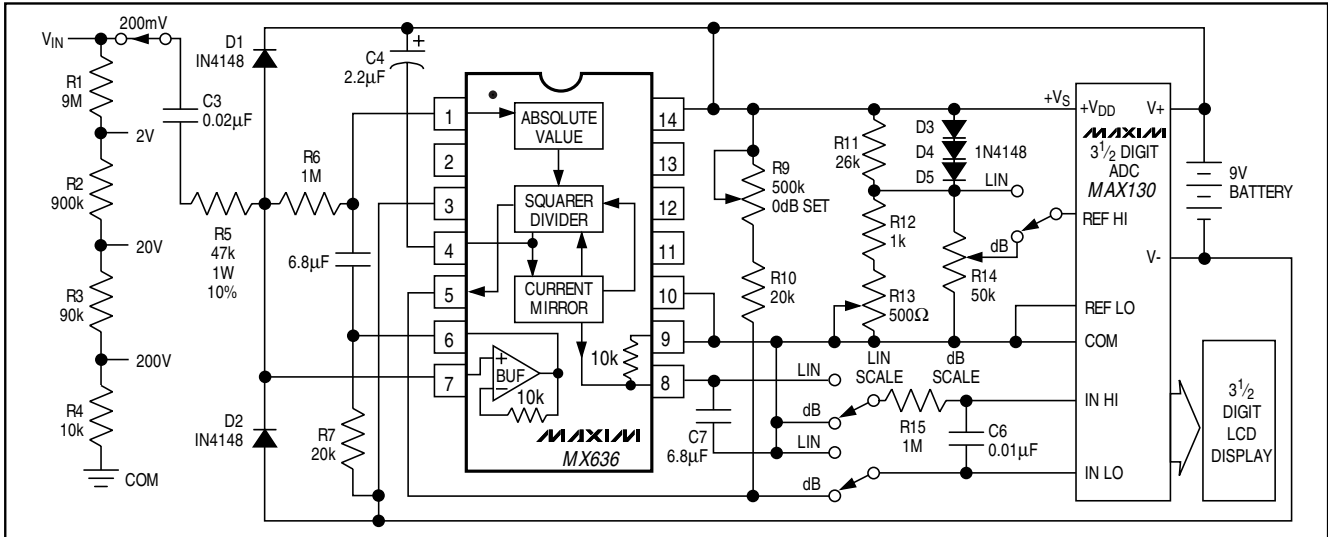 200mV
VIN
D1
IN4148
R1
9M
C3
0.02μF
2V
R2
900k
20V
R3
90k
200V
R4
10k
COM
R5
47k
1W
10%
R6
1M
6.8μF
D2
IN4148
R7
20k
C4
2.2μF
+
1
2
3
4
5
6
7
14
13
12
11
10
9
8
ABSOLUTE
VALUE
SQUARER
DIVIDER
CURRENT
MIRROR
+
BUF
−
10k
10k
MAXIM
MX636
R9
500k
0dB SET
R10
20k
R11
26k
D3
D4
D5
1N4148
R12
1k
R13
500Ω
LIN
dB
R14
50k
LIN
SCALE
dB
SCALE
C7
6.8μF
LIN
dB
LIN
dB
R15
1M
C6
0.01μF
+VS
+VDD
V+
MAXIM
3 1/2 DIGIT
ADC
MAX130
REF HI
V-
REF LO
COM
IN HI
IN LO
9V
BATTERY
3 1/2
DIGIT
LCD
DISPLAY